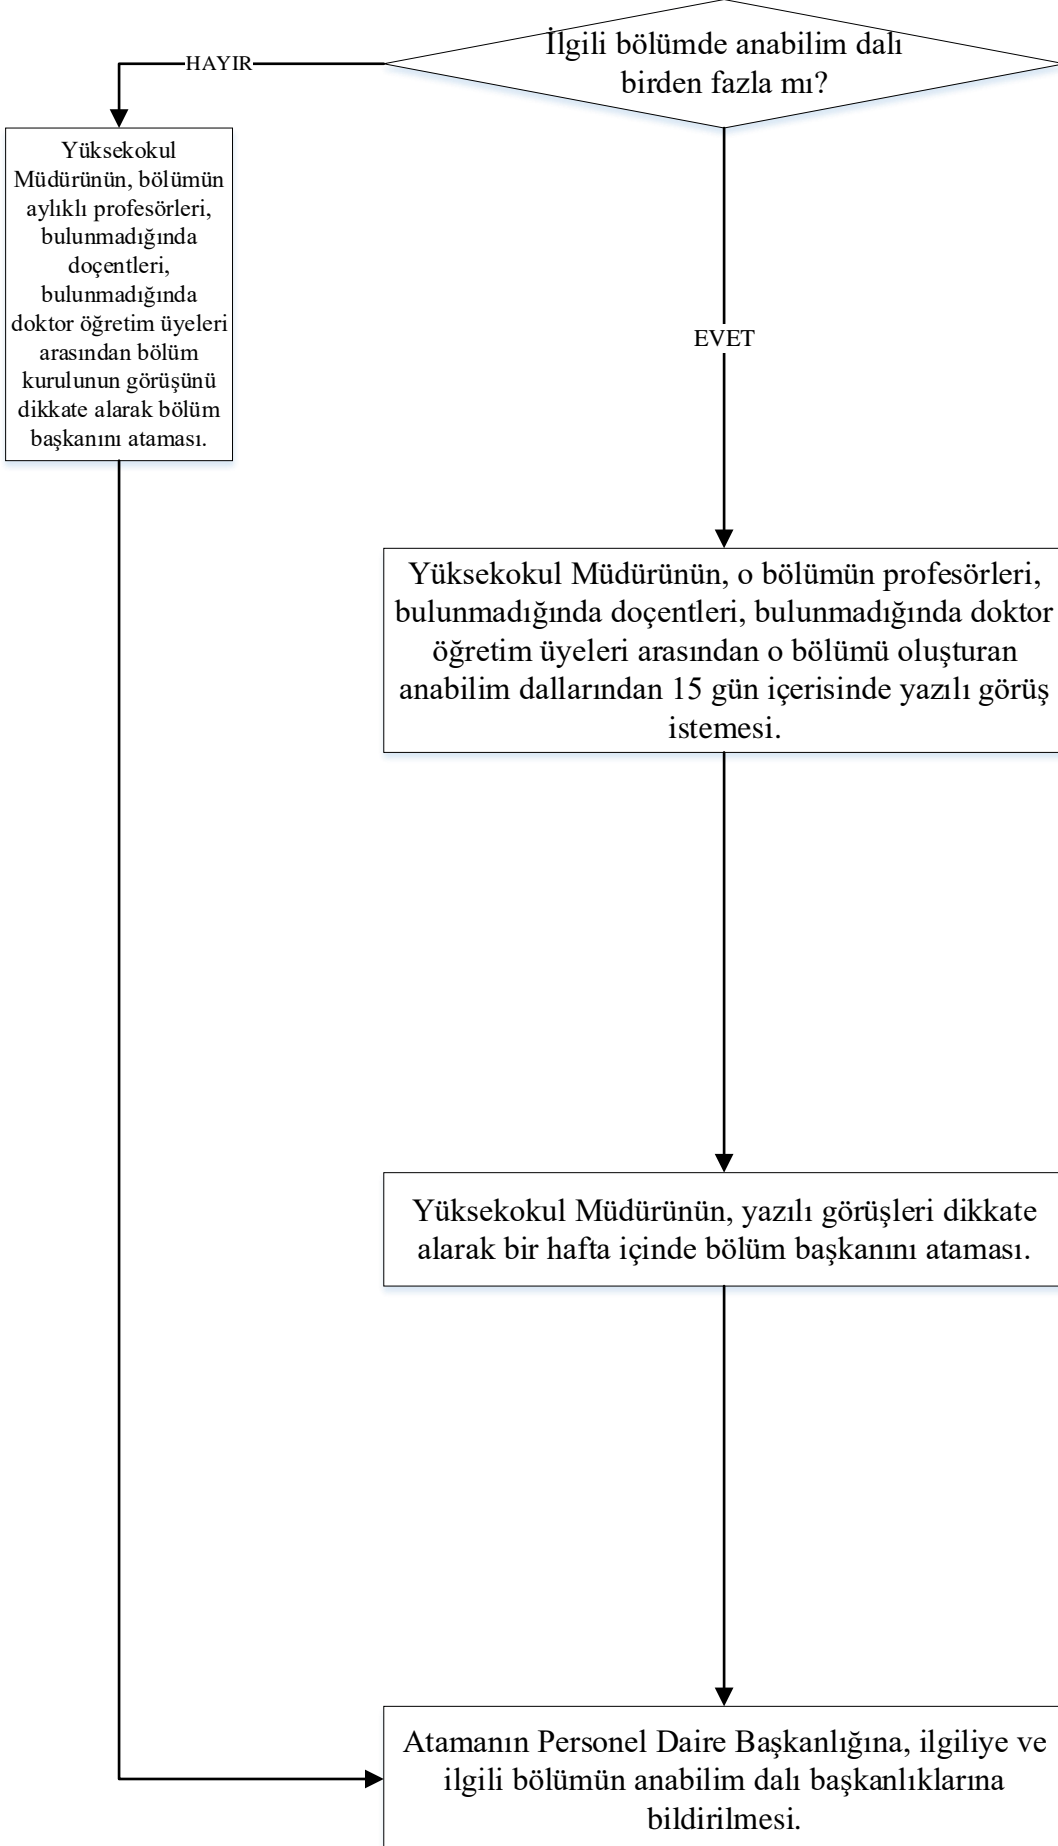 İlgili bölümde anabilim dalı
birden fazla mı?
HAYIR
Yüksekokul
Müdürünün, bölümün
aylıklı profesörleri,
bulunmadığında
doçentleri,
bulunmadığında
doktor öğretim üyeleri
arasından bölüm
kurulunun görüşünü
dikkate alarak bölüm
başkanını ataması.
EVET
Yüksekokul Müdürünün, o bölümün profesörleri,
bulunmadığında doçentleri, bulunmadığında doktor
öğretim üyeleri arasından o bölümü oluşturan
anabilim dallarından 15 gün içerisinde yazılı görüş
istemesi.
Yüksekokul Müdürünün, yazılı görüşleri dikkate
alarak bir hafta içinde bölüm başkanını ataması.
Atamanın Personel Daire Başkanlığına, ilgiliye ve
ilgili bölümün anabilim dalı başkanlıklarına
bildirilmesi.